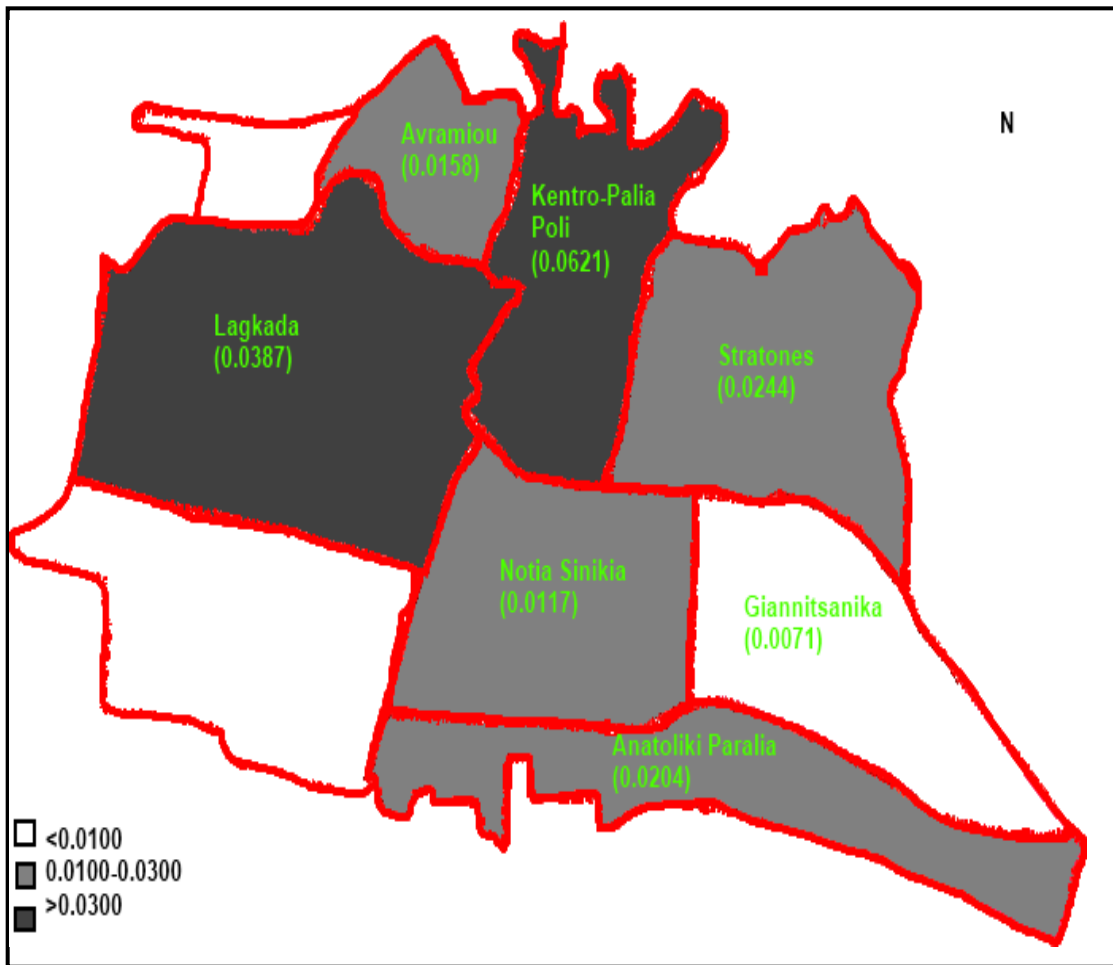 N
Avramiou
(0.0158)
Kentro-Palia
Poli
(0.0621)
Lagkada
(0.0387)
Stratones
(0.0244)
Notia Sinikia
(0.0117)
Giannitsanika
(0.0071)
Anatoliki Paralia
(0.0204)
<0.0100
0.0100-0.0300
>0.0300